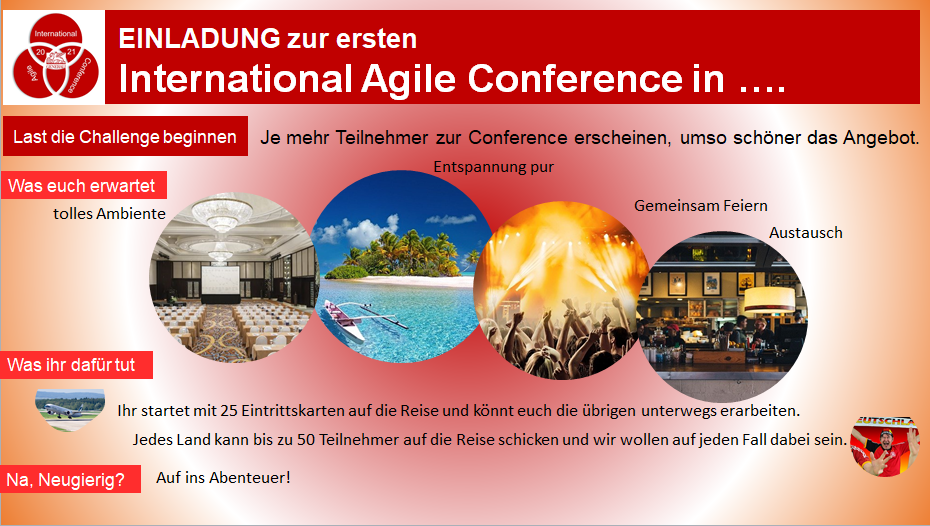 International
20 21
Agile
Conference
EINLADUNG zur ersten
International Agile Conference in ….
Last die Challenge beginnen
Je mehr Teilnehmer zur Conference erscheinen, umso schöner das Angebot.
Entspannung pur
Was euch erwartet
tolles Ambiente
Gemeinsam Feiern
Austausch
Was ihr dafür tut
Ihr startet mit 25 Eintrittskarten auf die Reise und könnt euch die übrigen unterwegs erarbeiten.
Jedes Land kann bis zu 50 Teilnehmer auf die Reise schicken und wir wollen auf jeden Fall dabei sein.
Na, Neugierig?
Auf ins Abenteuer!